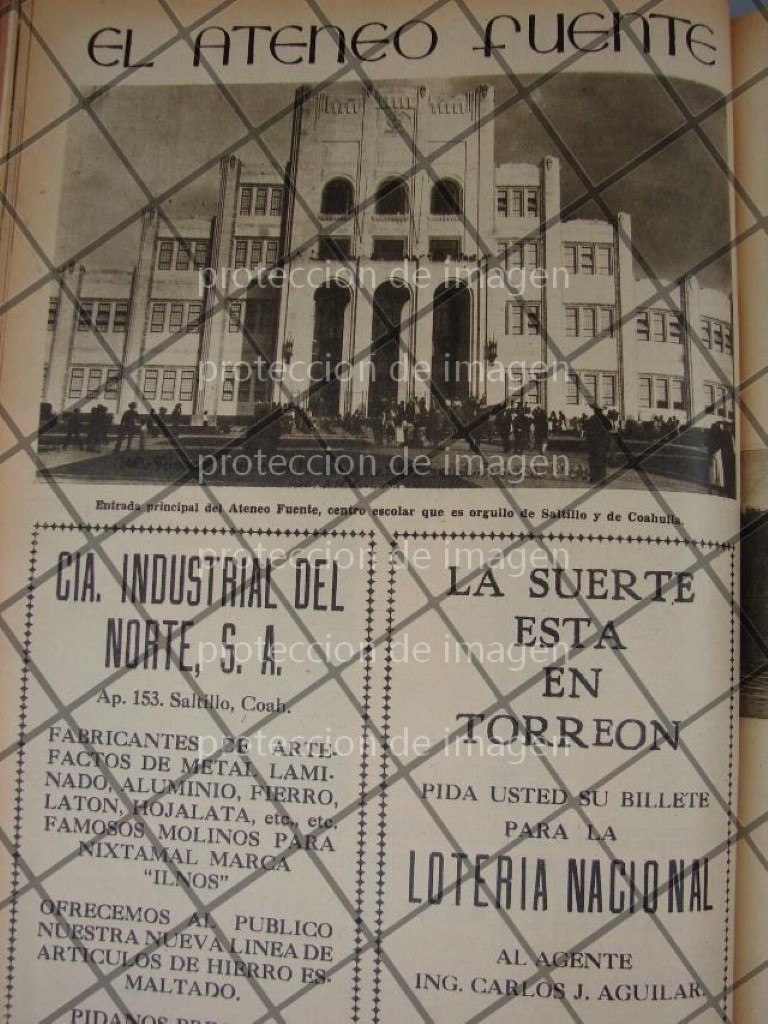 EL ATENEO FUENTE
proteccion de imagen
proteccion de imagen
proteccion de imagen
Entrada principal del Ateneo Fuente, centro escolar que es orgullo de Saltillo y de Coahuila.
proteccion de imagen
CIA. INDUSTRIAL DEL
NORTE, S. A.
Ap. 153. Saltillo, Coah.
FABRICANTES DE ARTE-
FACTOS DE METAL LAMI-
NADO, ALUMINIO, FIERRO,
LATON, HOJALATA, etc., etc.
FAMOSOS MOLINOS PARA
NIXTAMAL MARCA
"ILNOS"
OFRECEMOS AL PUBLICO
NUESTRA NUEVA LINEA DE
ARTICULOS DE HIERRO ES-
MALTADO.
PIDANOS
LA SUERTE
ESTA
EN
TORREON
PIDA USTED SU BILLETE
PARA LA
LOTERIA NACIONAL
AL AGENTE
ING. CARLOS J. AGUILAR.
proteccion de imagen
proteccion de imagen